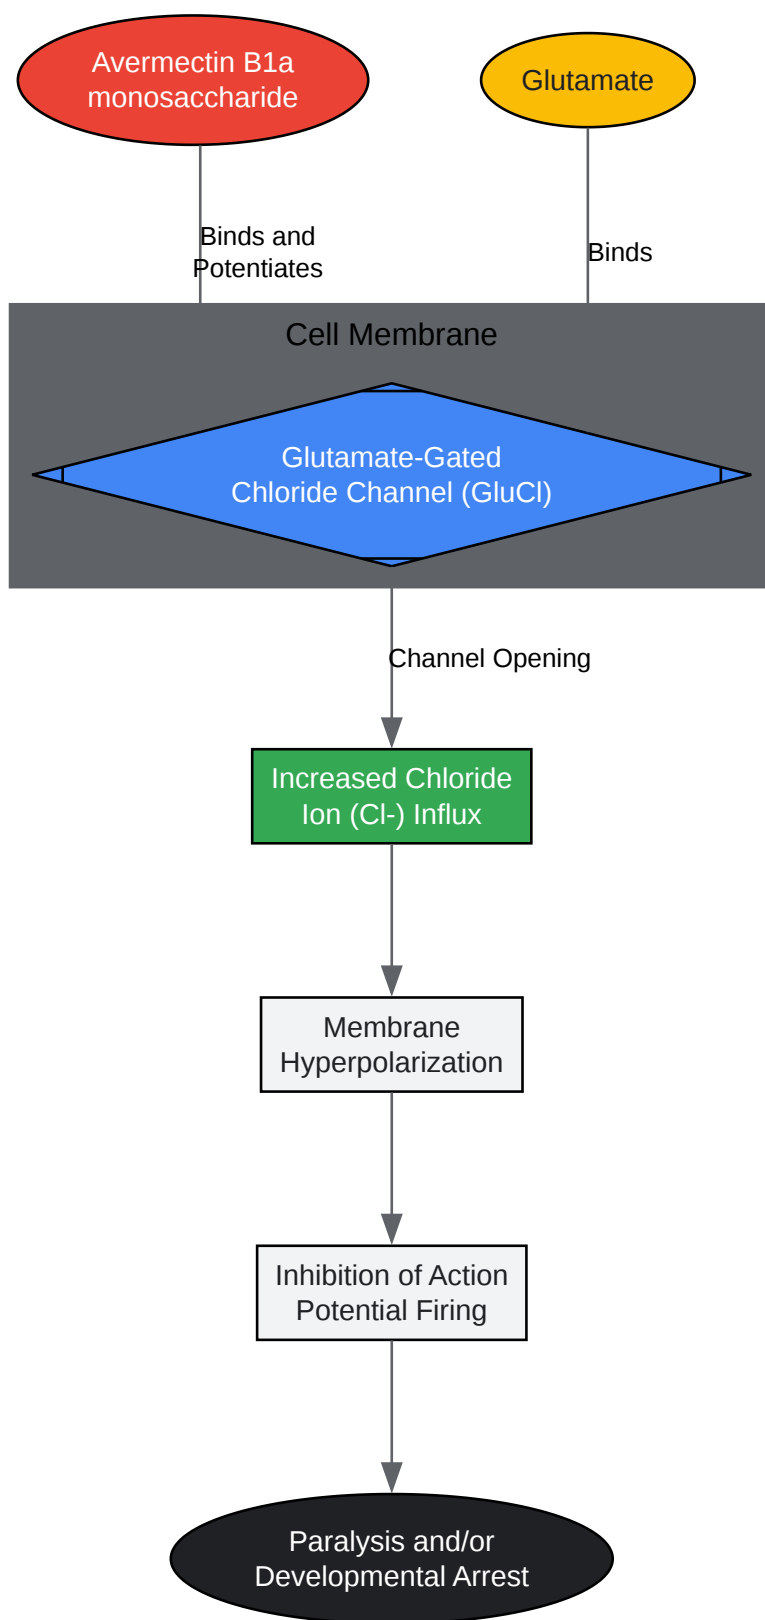 Avermectin B1a
monosaccharide
Glutamate
Binds and
Potentiates
Binds
Cell Membrane
Glutamate-Gated
Chloride Channel (GluCl)
Channel Opening
Increased Chloride
Ion (Cl-) Influx
Membrane
Hyperpolarization
Inhibition of Action
Potential Firing
Paralysis and/or
Developmental Arrest